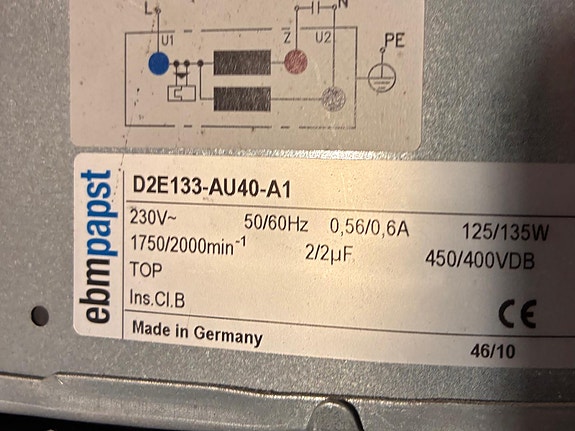 L N
U1 Z U2 PE
ebmpapst
D2E133-AU40-A1
230V~ 50/60Hz 0,56/0,6A 125/135W
1750/2000min⁻¹ 2/2µF 450/400VDB
TOP
Ins.Cl.B
CE
Made in Germany 46/10